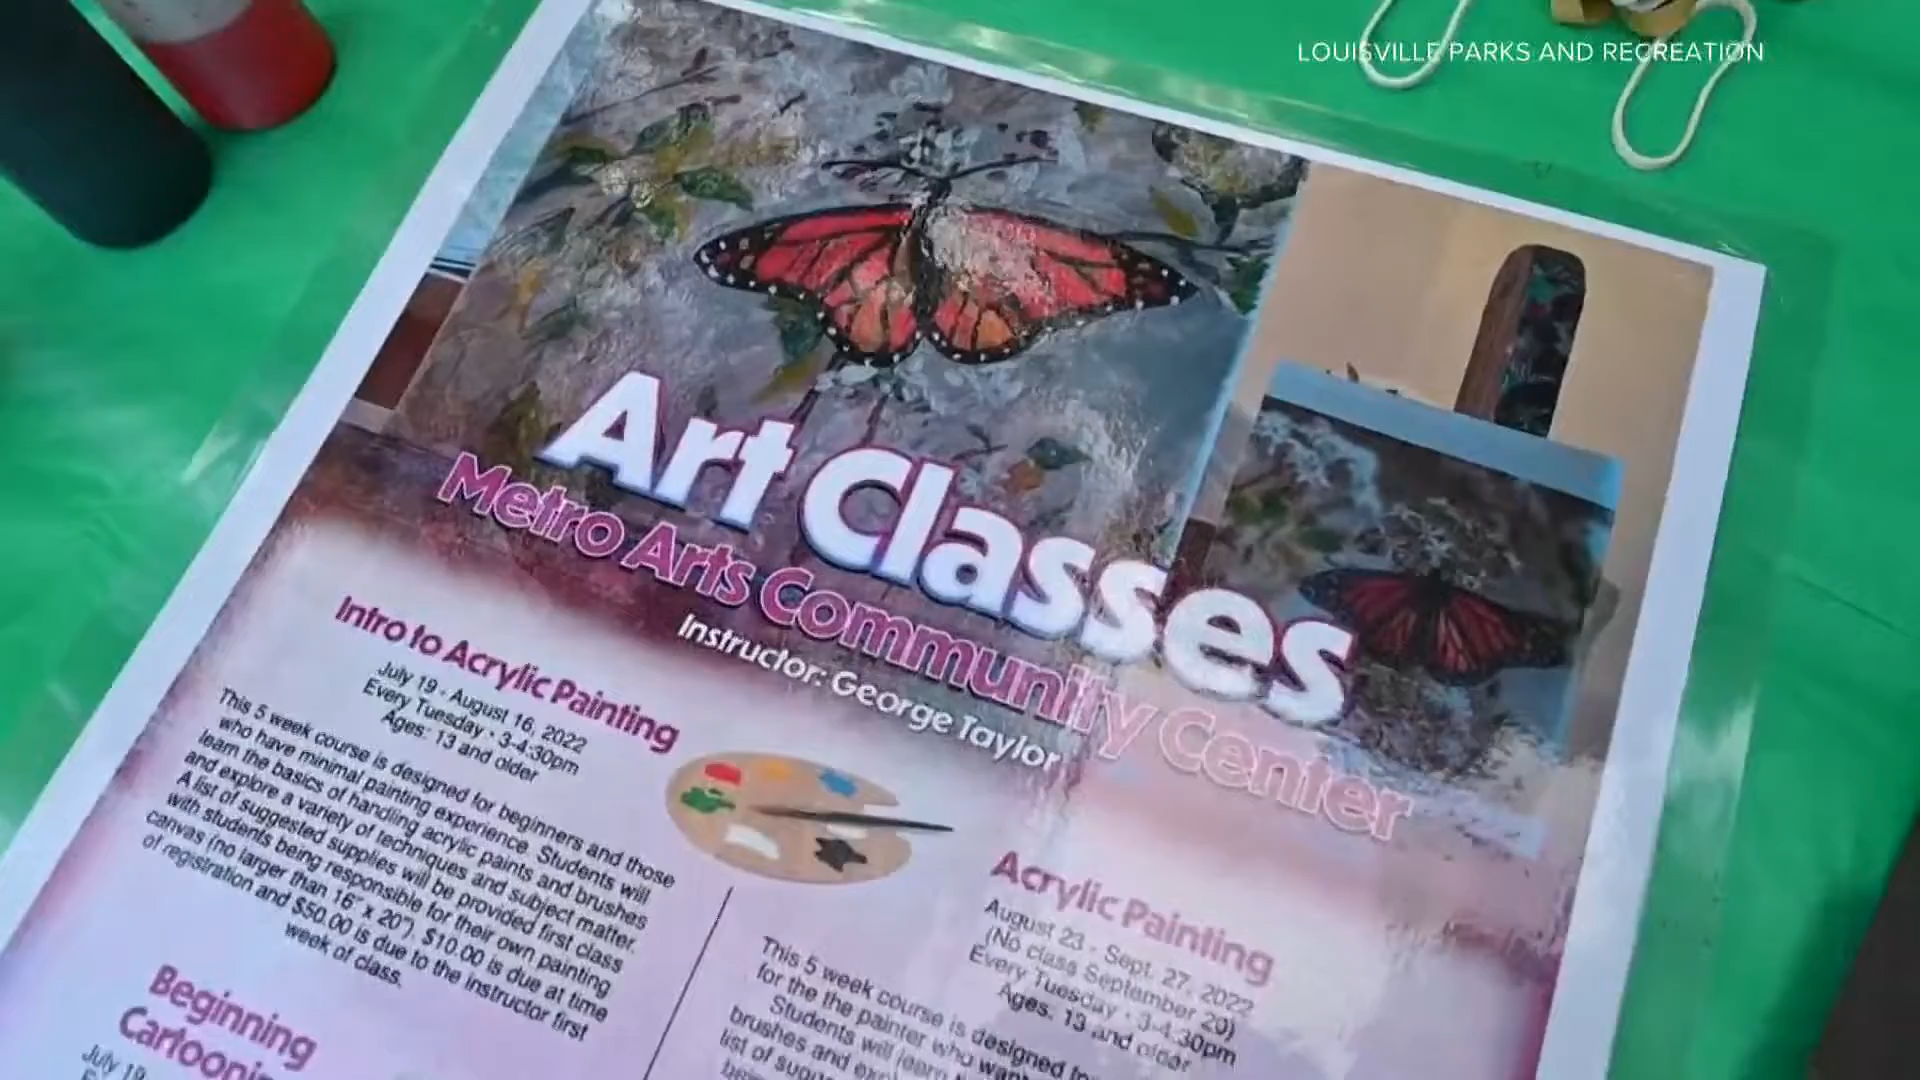 LOUISVILLE PARKS AND RECREATION
Art Classes
Metro Arts Community Center
Instructor: George Taylor
Intro to Acrylic Painting
July 19 - August 16, 2022
Every Tuesday • 3-4:30pm
Ages: 13 and older
This 5 week course is designed for beginners and those
who have minimal painting experience. Students will
learn the basics of handling acrylic paints and brushes
and explore a variety of techniques and subject matter.
A list of suggested supplies will be provided first class
with students being responsible for their own painting
canvas (no larger than 16" x 20"). $10.00 is due at time
of registration and $50.00 is due to the instructor first
week of class.
Beginning
July 19
Acrylic Painting
August 23 - Sept. 27, 2022
(No class September 20)
Every Tuesday • 3-4:30pm
Ages: 13 and older
This 5 week course is designed
for the the painter who
Students will learn
brushes and
list of